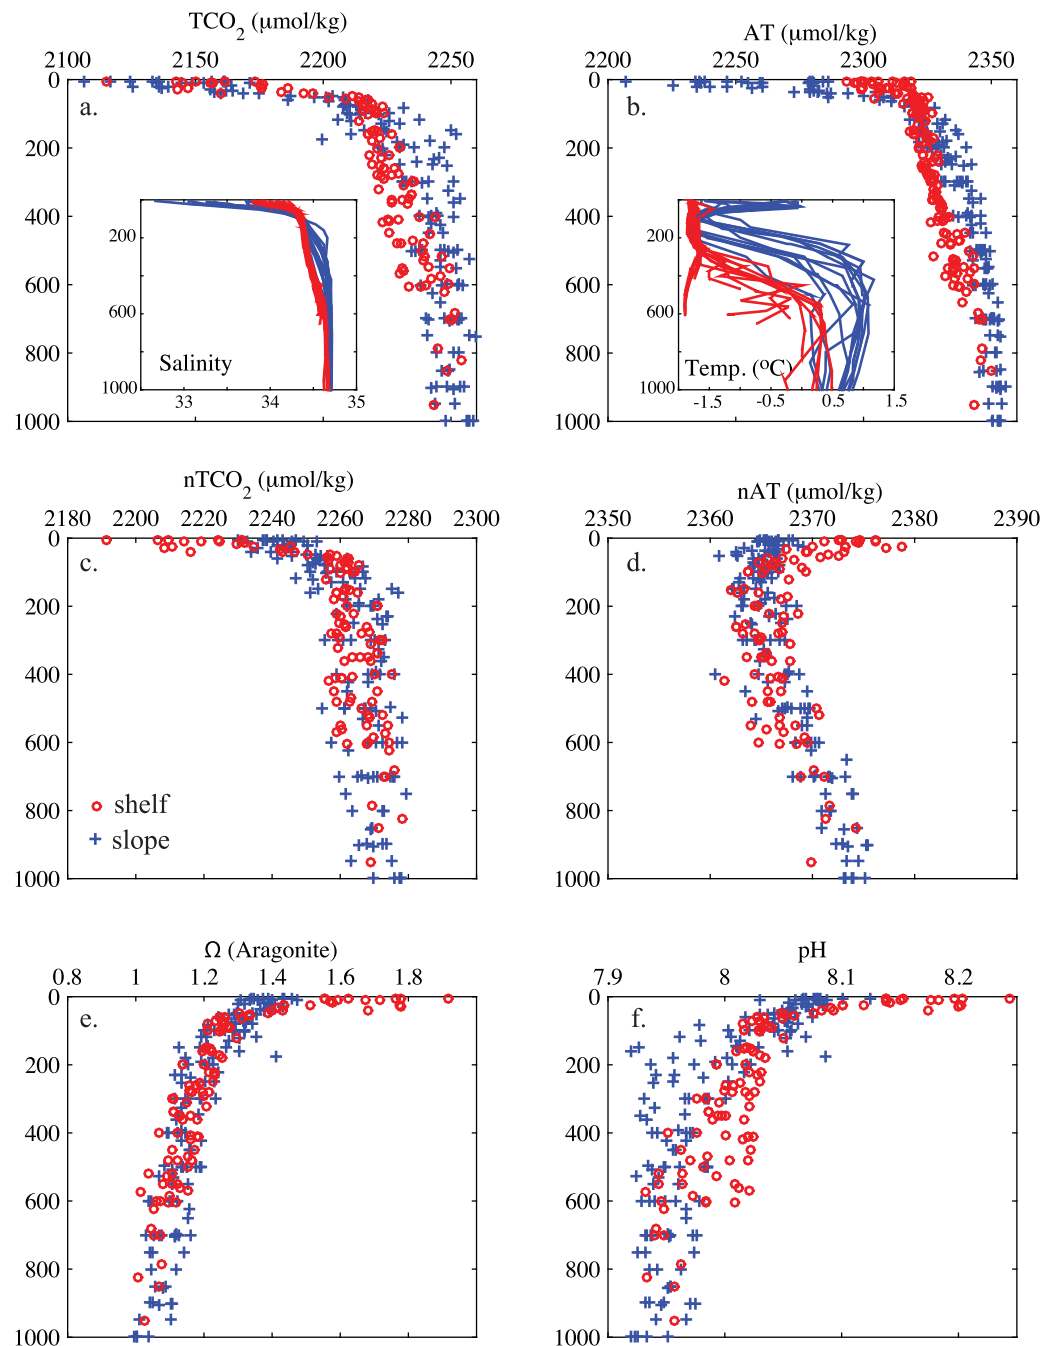 TCO2 (µmol/kg)
2100 2150 2200 2250
0
200
400
600
800
1000
a.
200
600
1000
Salinity
33 34 35
AT (µmol/kg)
2200 2250 2300 2350
0
200
400
600
800
1000
b.
200
600
1000
Temp. (°C)
-1.5 -0.5 0.5 1.5
nTCO2 (µmol/kg)
2180 2200 2220 2240 2260 2280 2300
0
200
400
600
800
1000
c.
shelf
slope
nAT (µmol/kg)
2350 2360 2370 2380 2390
0
200
400
600
800
1000
d.
Ω (Aragonite)
0.8 1 1.2 1.4 1.6 1.8
0
200
400
600
800
1000
e.
pH
7.9 8 8.1 8.2
0
200
400
600
800
1000
f.